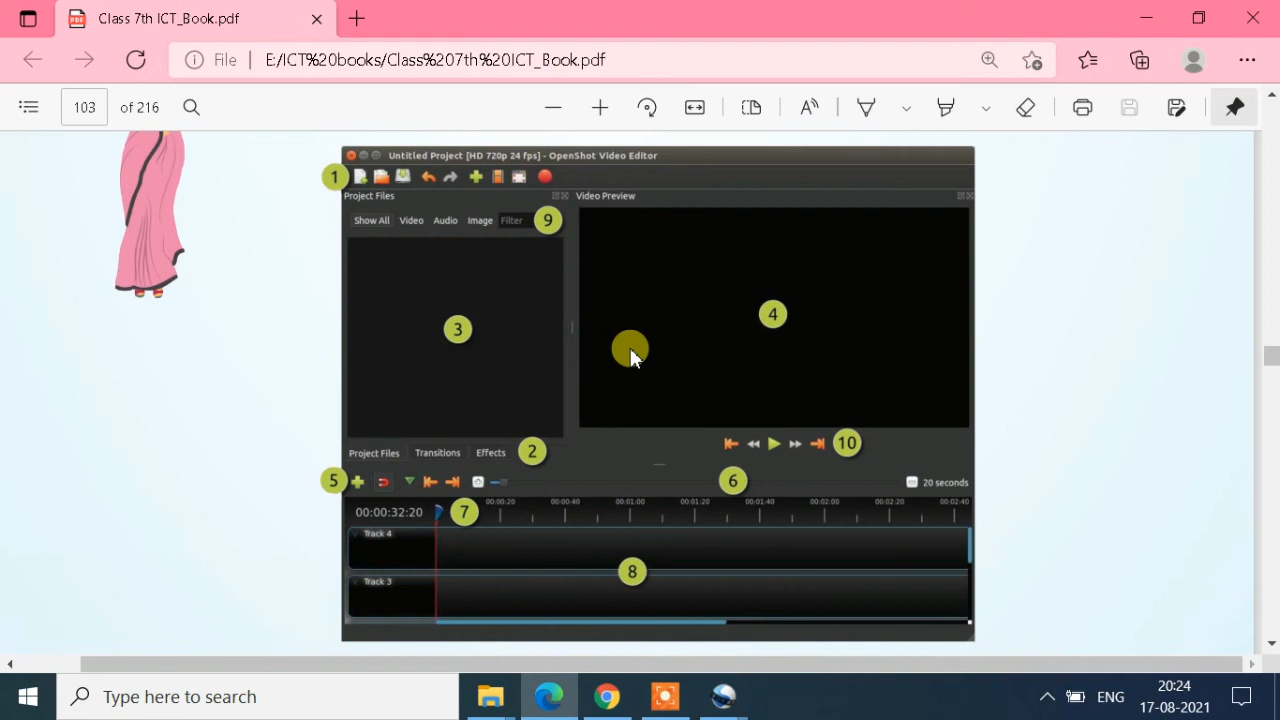 Class 7th ICT_Book.pdf
File E:/ICT%20books/Class%207th%20ICT_Book.pdf
103 of 216
Untitled Project [HD 720p 24 fps] - OpenShot Video Editor
1
Project Files Video Preview
Show All Video Audio Image Filter 9
3
4
10
Project Files Transitions Effects 2
5 6 20 seconds
00:00:20 00:00:40 00:01:00 00:01:20 00:01:40 00:02:00 00:02:20 00:02:40
00:00:32:20 7
Track 4
8
Track 3
Type here to search
ENG
20:24
17-08-2021